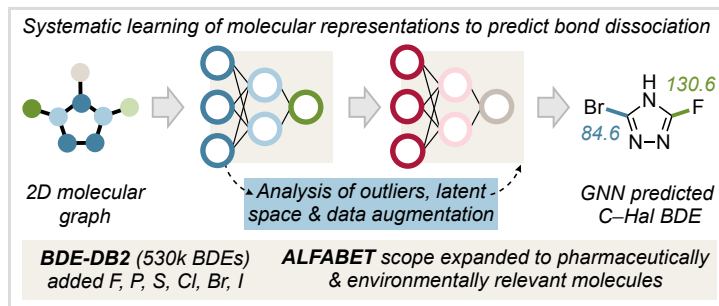 Systematic learning of molecular representations to predict bond dissociation
H
130.6
Br
N
F
84.6
N–N
2D molecular
graph
Analysis of outliers, latent
space & data augmentation
GNN predicted
C–Hal BDE
BDE-DB2 (530k BDEs)
added F, P, S, Cl, Br, I
ALFABET scope expanded to pharmaceutically
& environmentally relevant molecules